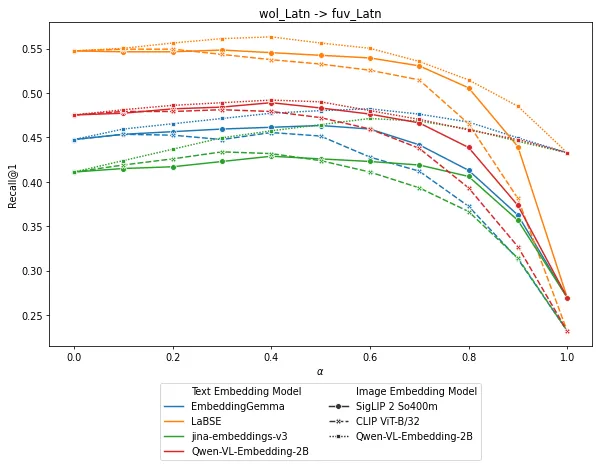 wol_Latn -> fuv_Latn
Recall@1
0.55
0.50
0.45
0.40
0.35
0.30
0.25
0.0 0.2 0.4 0.6 0.8 1.0
α
Text Embedding Model Image Embedding Model
EmbeddingGemma SigLIP 2 So400m
LaBSE CLIP ViT-B/32
jina-embeddings-v3 Qwen-VL-Embedding-2B
Qwen-VL-Embedding-2B